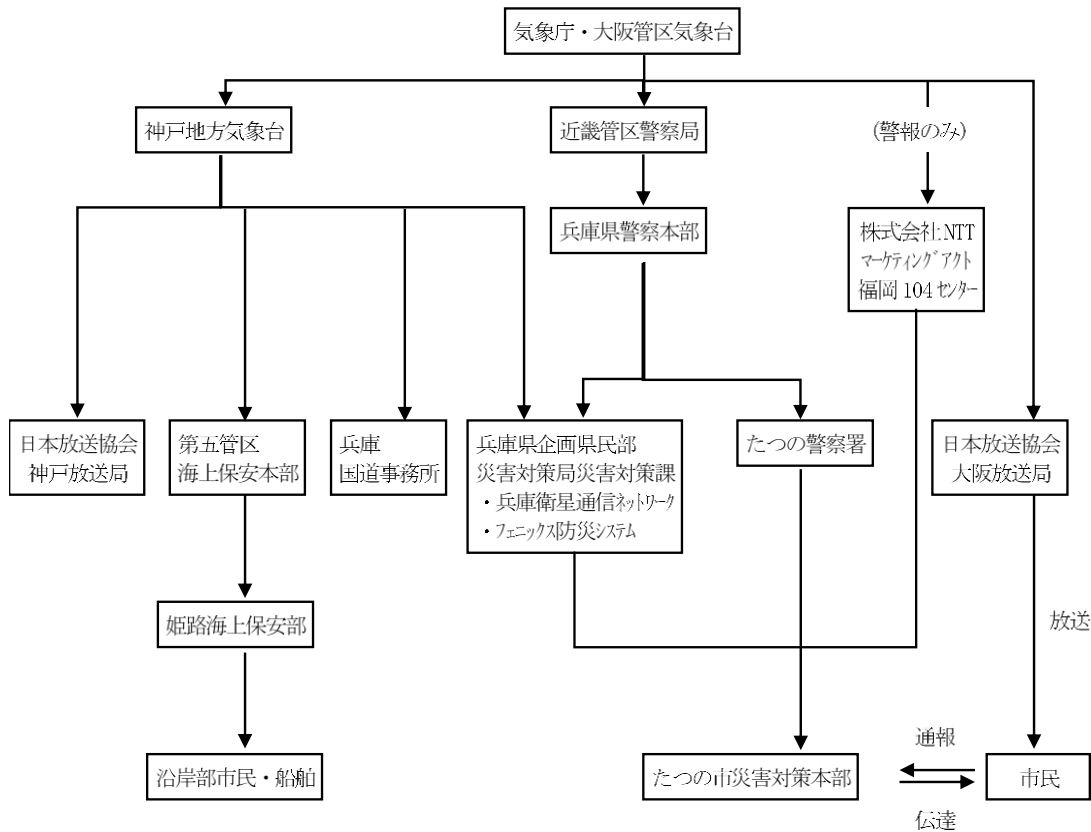 気象庁・大阪管区気象台
神戸地方気象台
近畿管区警察局
(警報のみ)
兵庫県警察本部
株式会社NTT
マーケティングアクト
福岡104センター
日本放送協会
神戸放送局
第五管区
海上保安本部
兵庫
国道事務所
兵庫県企画県民部
災害対策局災害対策課
・兵庫衛星通信ネットワーク
・フェニックス防災システム
たつの警察署
日本放送協会
大阪放送局
姫路海上保安部
放送
沿岸部市民・船舶
たつの市災害対策本部
通報
伝達
市民